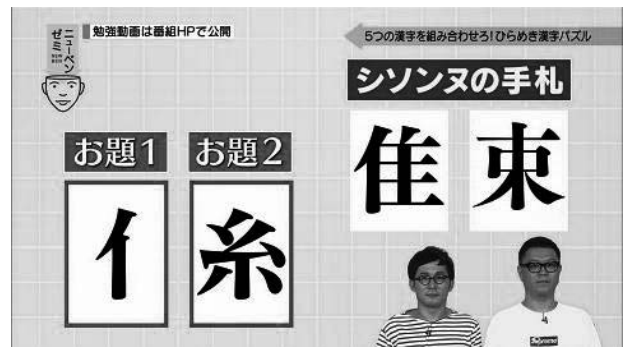 ニューベン
ゼミ
勉強動画は番組HPで公開
5つの漢字を組み合わせろ!ひらめき漢字パズル
シソンヌの手札
お題1 お題2
亻 糸
隹 束